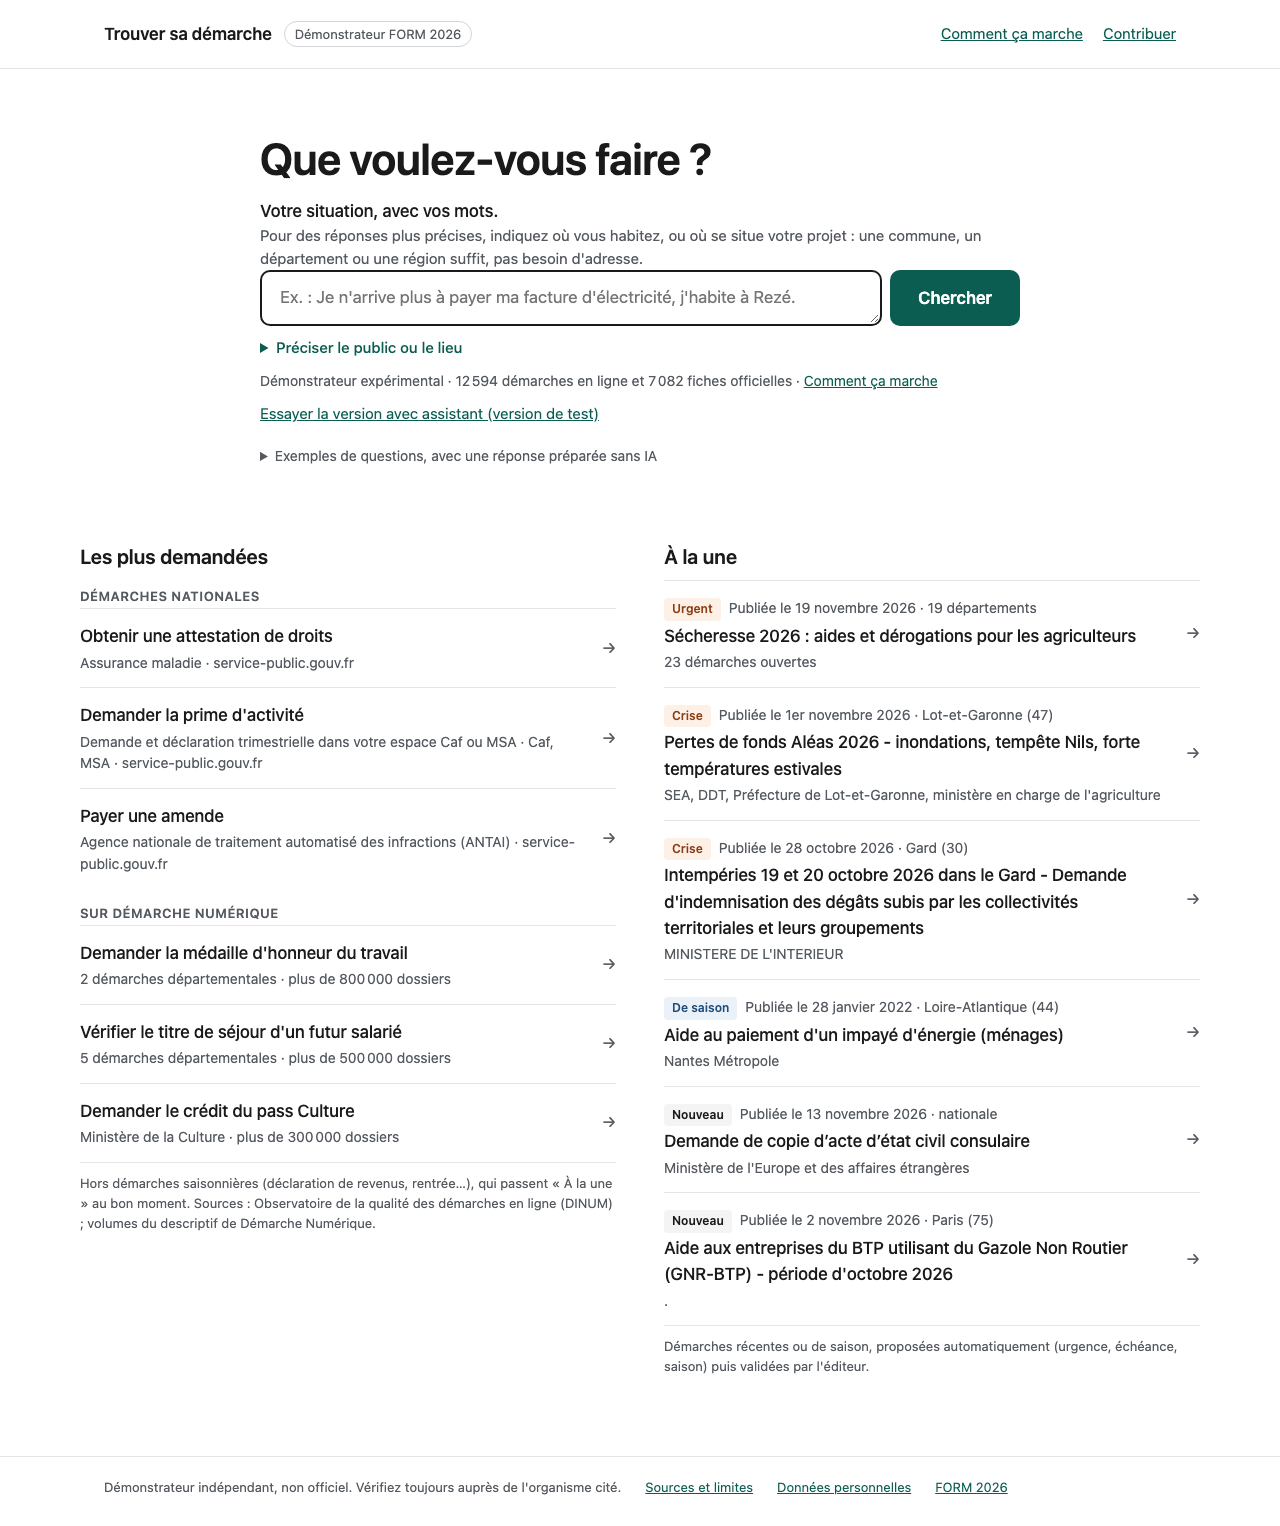 Trouver sa démarche
Démonstrateur FORM 2026
Comment ça marche
Contribuer
Que voulez-vous faire ?
Votre situation, avec vos mots.
Pour des réponses plus précises, indiquez où vous habitez, ou où se situe votre projet : une commune, un
département ou une région suffit, pas besoin d'adresse.
Ex. : Je n'arrive plus à payer ma facture d'électricité, j'habite à Rezé.
Chercher
Préciser le public ou le lieu
Démonstrateur expérimental · 12 594 démarches en ligne et 7 082 fiches officielles · Comment ça marche
Essayer la version avec assistant (version de test)
Exemples de questions, avec une réponse préparée sans IA
Les plus demandées
DÉMARCHES NATIONALES
Obtenir une attestation de droits
Assurance maladie · service-public.gouv.fr
→
Demander la prime d'activité
Demande et déclaration trimestrielle dans votre espace Caf ou MSA · Caf,
MSA · service-public.gouv.fr
→
Payer une amende
Agence nationale de traitement automatisé des infractions (ANTAI) · service-
public.gouv.fr
→
SUR DÉMARCHE NUMÉRIQUE
Demander la médaille d'honneur du travail
2 démarches départementales · plus de 800 000 dossiers
→
Vérifier le titre de séjour d'un futur salarié
5 démarches départementales · plus de 500 000 dossiers
→
Demander le crédit du pass Culture
Ministère de la Culture · plus de 300 000 dossiers
→
Hors démarches saisonnières (déclaration de revenus, rentrée…), qui passent « À la une
» au bon moment. Sources : Observatoire de la qualité des démarches en ligne (DINUM)
; volumes du descriptif de Démarche Numérique.
À la une
Urgent Publiée le 19 novembre 2026 · 19 départements
Sécheresse 2026 : aides et dérogations pour les agriculteurs
23 démarches ouvertes
→
Crise Publiée le 1er novembre 2026 · Lot-et-Garonne (47)
Pertes de fonds Aléas 2026 - inondations, tempête Nils, forte
températures estivales
SEA, DDT, Préfecture de Lot-et-Garonne, ministère en charge de l'agriculture
→
Crise Publiée le 28 octobre 2026 · Gard (30)
Intempéries 19 et 20 octobre 2026 dans le Gard - Demande
d'indemnisation des dégâts subis par les collectivités
territoriales et leurs groupements
MINISTERE DE L'INTERIEUR
→
De saison Publiée le 28 janvier 2022 · Loire-Atlantique (44)
Aide au paiement d'un impayé d'énergie (ménages)
Nantes Métropole
→
Nouveau Publiée le 13 novembre 2026 · nationale
Demande de copie d’acte d’état civil consulaire
Ministère de l'Europe et des affaires étrangères
→
Nouveau Publiée le 2 novembre 2026 · Paris (75)
Aide aux entreprises du BTP utilisant du Gazole Non Routier
(GNR-BTP) - période d'octobre 2026
.
→
Démarches récentes ou de saison, proposées automatiquement (urgence, échéance,
saison) puis validées par l'éditeur.
Démonstrateur indépendant, non officiel. Vérifiez toujours auprès de l'organisme cité.
Sources et limites
Données personnelles
FORM 2026